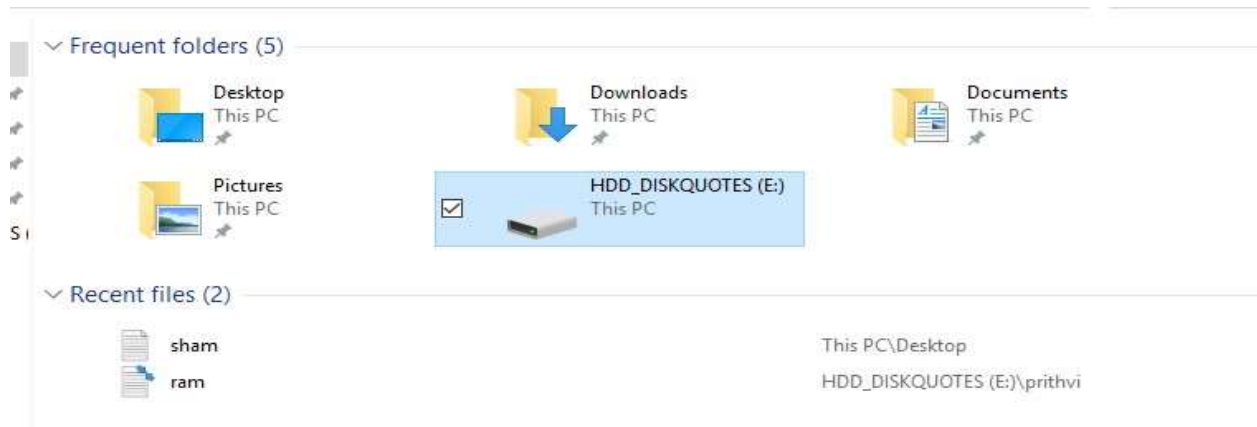 Frequent folders (5)
Desktop
This PC
Downloads
This PC
Documents
This PC
Pictures
This PC
HDD_DISKQUOTES (E:)
This PC
S (
Recent files (2)
sham This PC\Desktop
ram HDD_DISKQUOTES (E:)\prithvi